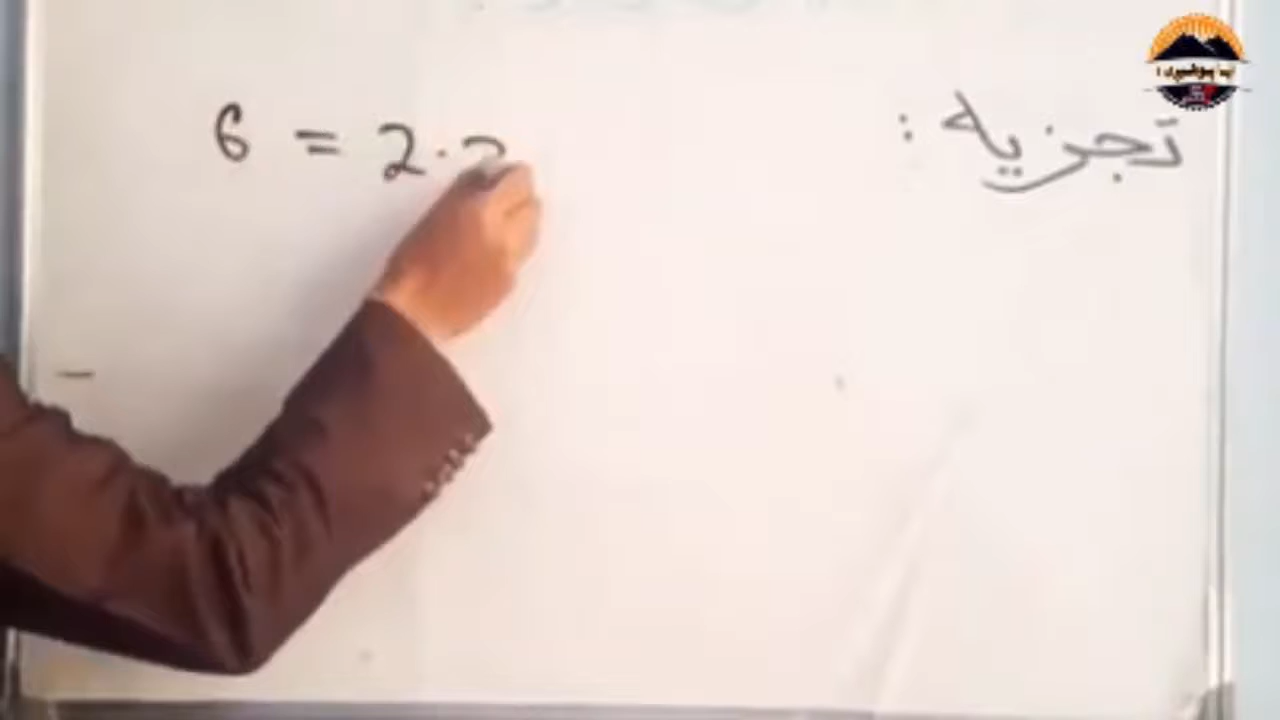 تجزیه :
6 = 2 .